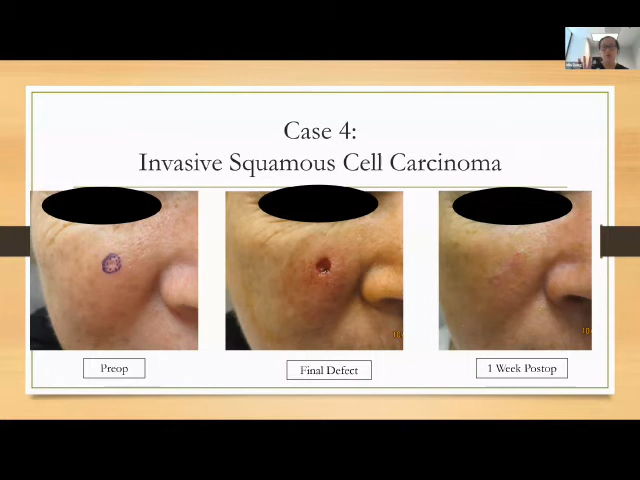 Case 4:
Invasive Squamous Cell Carcinoma
Preop
Final Defect
1 Week Postop